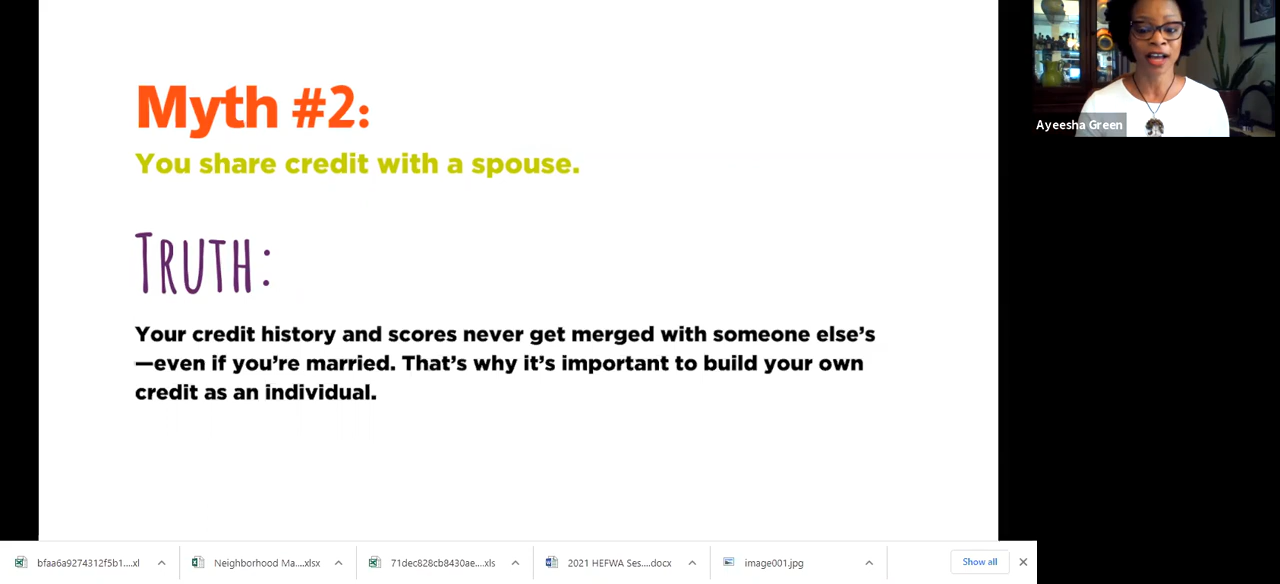 Myth #2:
You share credit with a spouse.
TRUTH:
Your credit history and scores never get merged with someone else’s
—even if you’re married. That’s why it’s important to build your own
credit as an individual.
Ayeesha Green
bfaa6a9274312f5b1....xl
Neighborhood Ma....xlsx
71dec828cb8430ae....xls
2021 HEFWA Ses....docx
image001.jpg
Show all